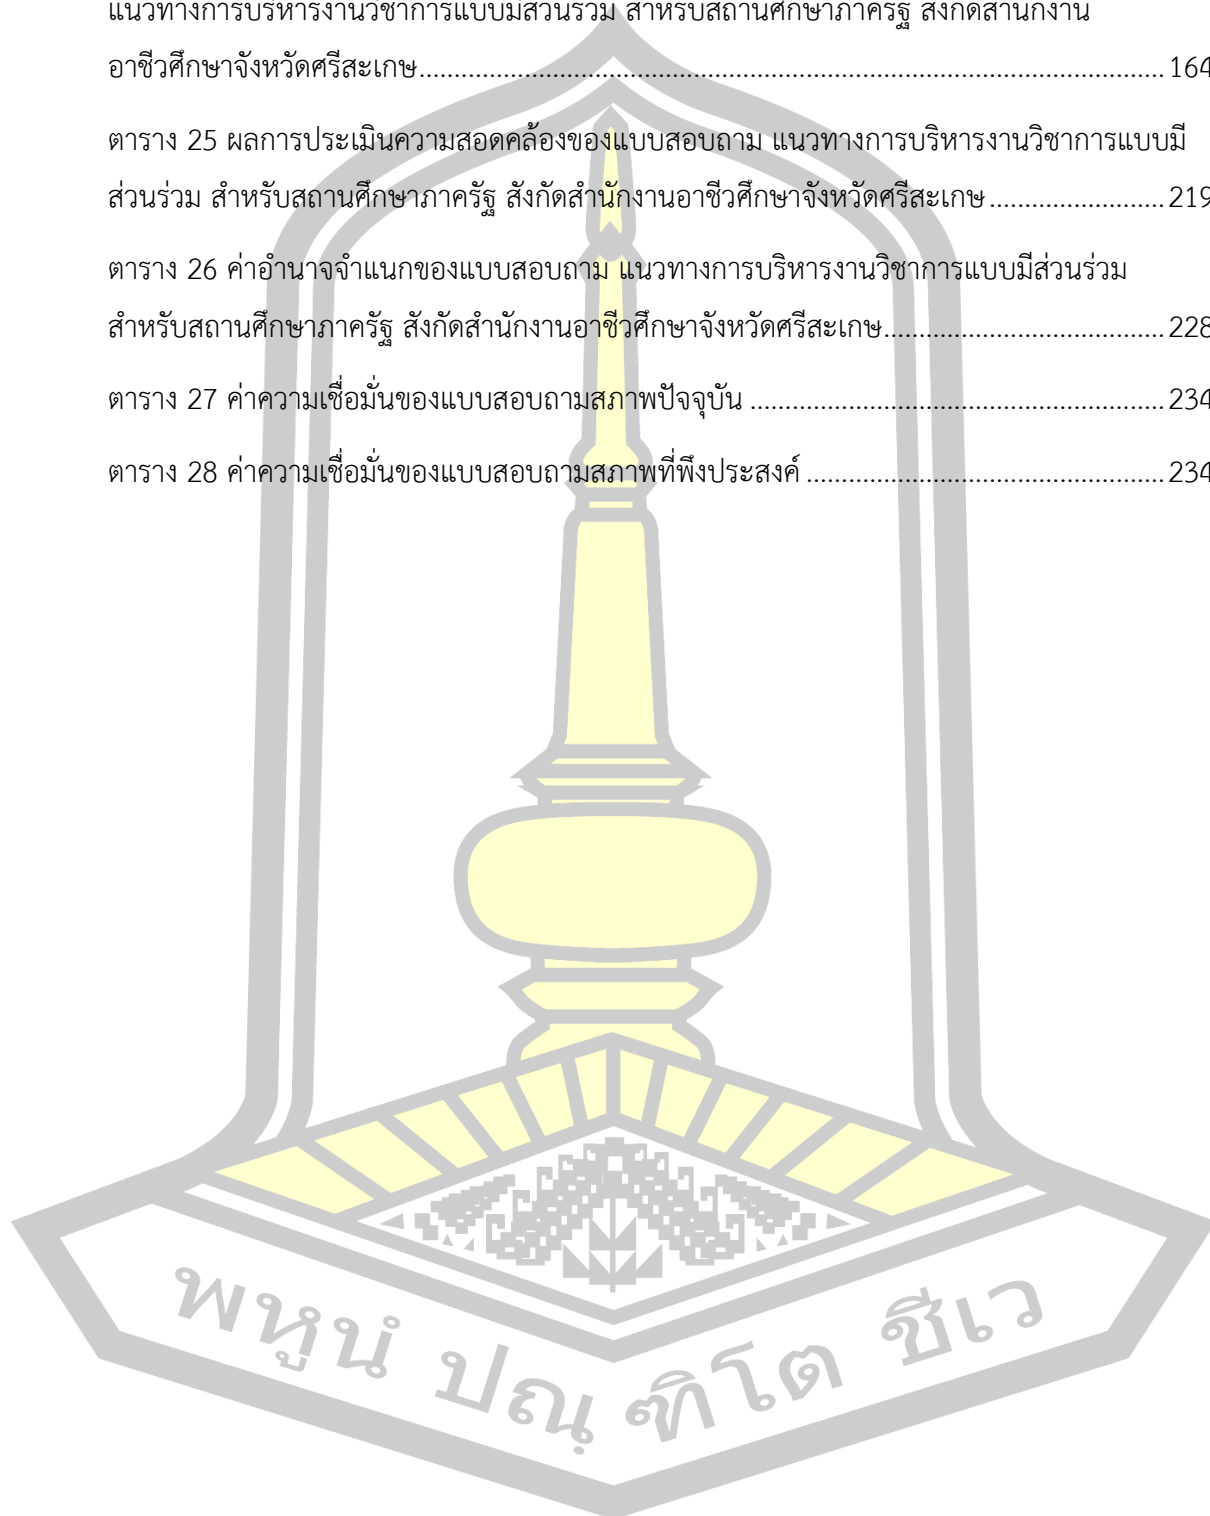 แนวทางการบริหารงานวิชาการแบบมีส่วนร่วม สำหรับสถานศึกษาภาครัฐ สังกัดสำนักงาน
อาชีวศึกษาจังหวัดศรีสะเกษ......................................................................................................... 164
ตาราง 25 ผลการประเมินความสอดคล้องของแบบสอบถาม แนวทางการบริหารงานวิชาการแบบมี
ส่วนร่วม สำหรับสถานศึกษาภาครัฐ สังกัดสำนักงานอาชีวศึกษาจังหวัดศรีสะเกษ......................... 219
ตาราง 26 ค่าอำนาจจำแนกของแบบสอบถาม แนวทางการบริหารงานวิชาการแบบมีส่วนร่วม
สำหรับสถานศึกษาภาครัฐ สังกัดสำนักงานอาชีวศึกษาจังหวัดศรีสะเกษ........................................ 228
ตาราง 27 ค่าความเชื่อมั่นของแบบสอบถามสภาพปัจจุบัน .......................................................... 234
ตาราง 28 ค่าความเชื่อมั่นของแบบสอบถามสภาพที่พึงประสงค์ .................................................. 234
พหูนํ ปณฺฑิโต ชีเว